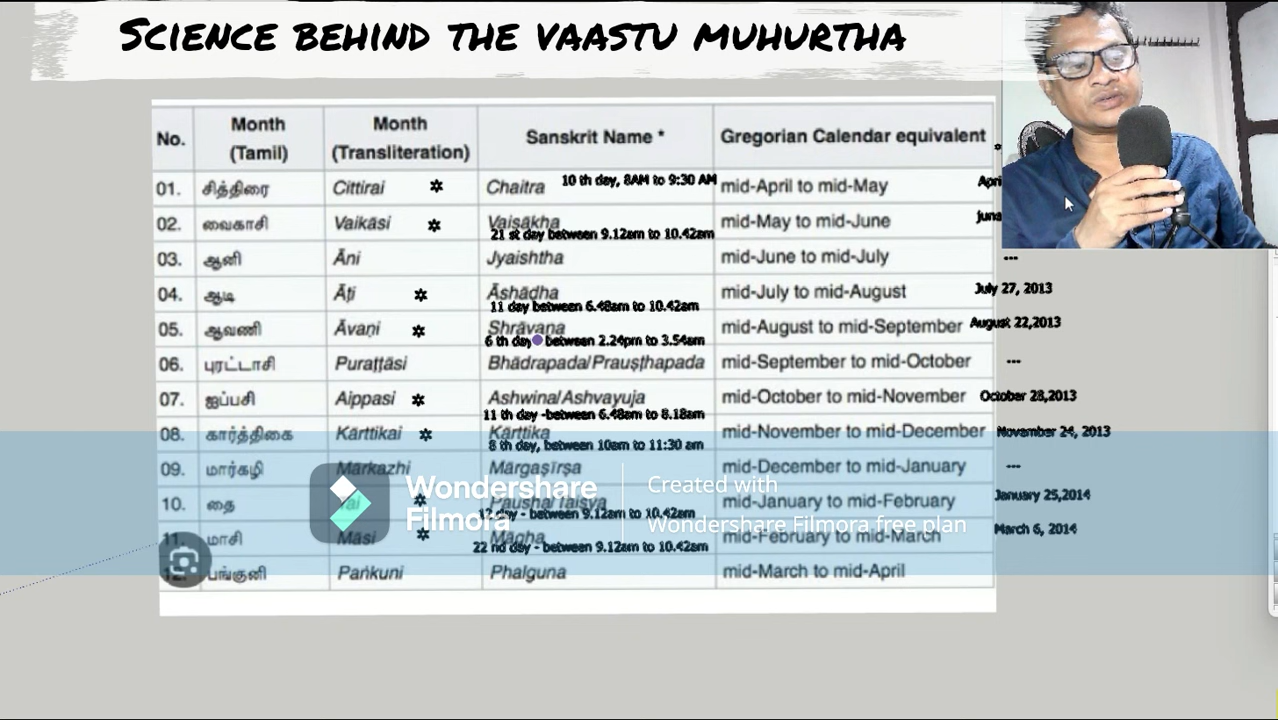 SCIENCE BEHIND THE VAASTU MUHURTHA
No. Month (Tamil) Month (Transliteration) Sanskrit Name * Gregorian Calendar equivalent
01. சித்திரை Cittirai * Chaitra 10 th day, 8AM to 9:30 AM mid-April to mid-May
02. வைகாசி Vaikāsi * Vaisākha mid-May to mid-June
21 st day between 9.12am to 10.42am
03. ஆனி Āni Jyaishtha mid-June to mid-July ---
04. ஆடி Āṭi * Āshādha mid-July to mid-August July 27, 2013
11 day between 6.48am to 10.42am
05. ஆவணி Āvaṇi * Shrāvana mid-August to mid-September August 22,2013
6 th day between 2.24pm to 3.54am
06. புரட்டாசி Puraṭṭāsi Bhādrapada/Prauṣṭhapada mid-September to mid-October ---
07. ஐப்பசி Aippasi * Ashwina/Ashvayuja mid-October to mid-November October 28,2013
11 th day -between 6.48am to 8.18am
08. கார்த்திகை Kārttikai * Kārttika mid-November to mid-December November 24, 2013
8 th day, between 10am to 11:30 am
09. மார்கழி Mārkazhi Mārgaṣīrṣa mid-December to mid-January ---
10. தை * mid-January to mid-February January 25,2014
day - between 9.12am to 10.42am
11. மாசி Māsi * Māgha mid-February to mid-March March 6, 2014
22 nd day - between 9.12am to 10.42am
12. பங்குனி Paṅkuni Phalguna mid-March to mid-April
Wondershare Filmora
Created with
Wondershare Filmora free plan